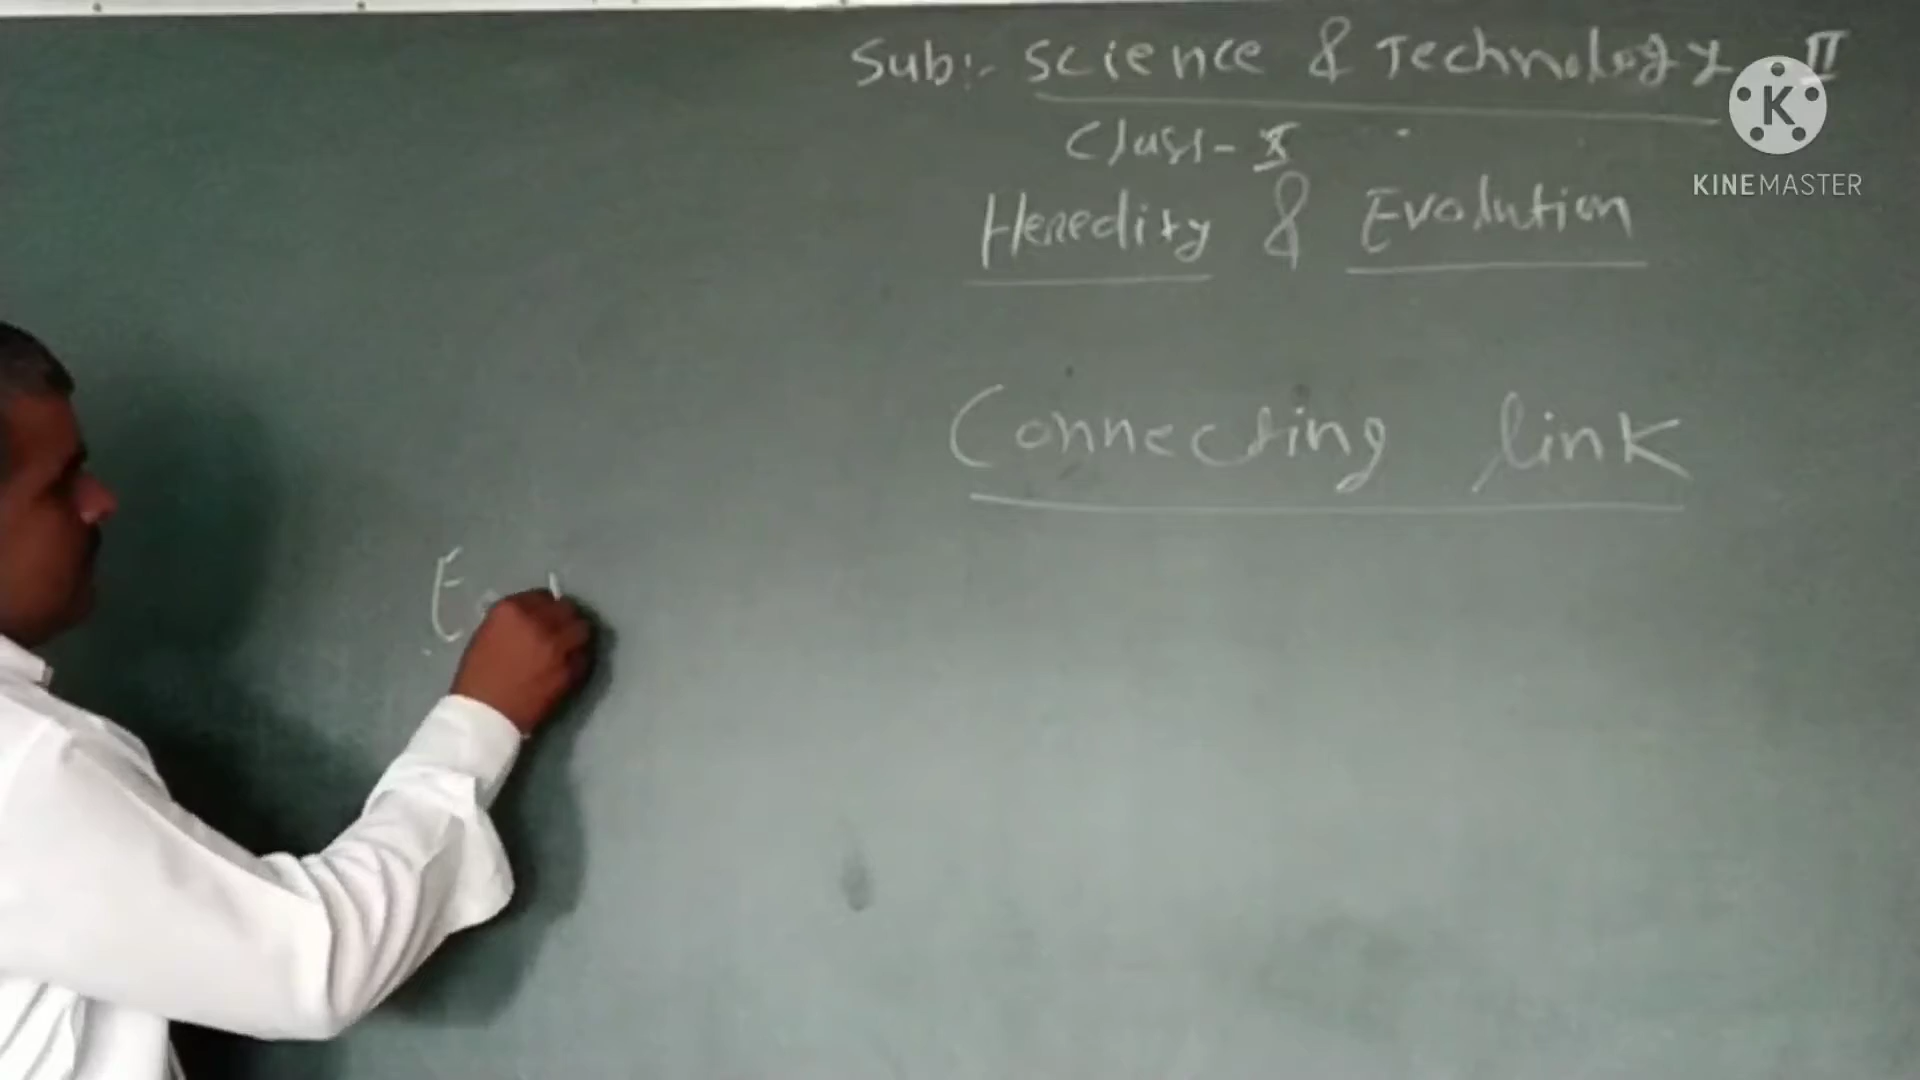 Sub:- Science & Technology II
Class - X
Heredity & Evolution
Connecting link
K
KINEMASTER